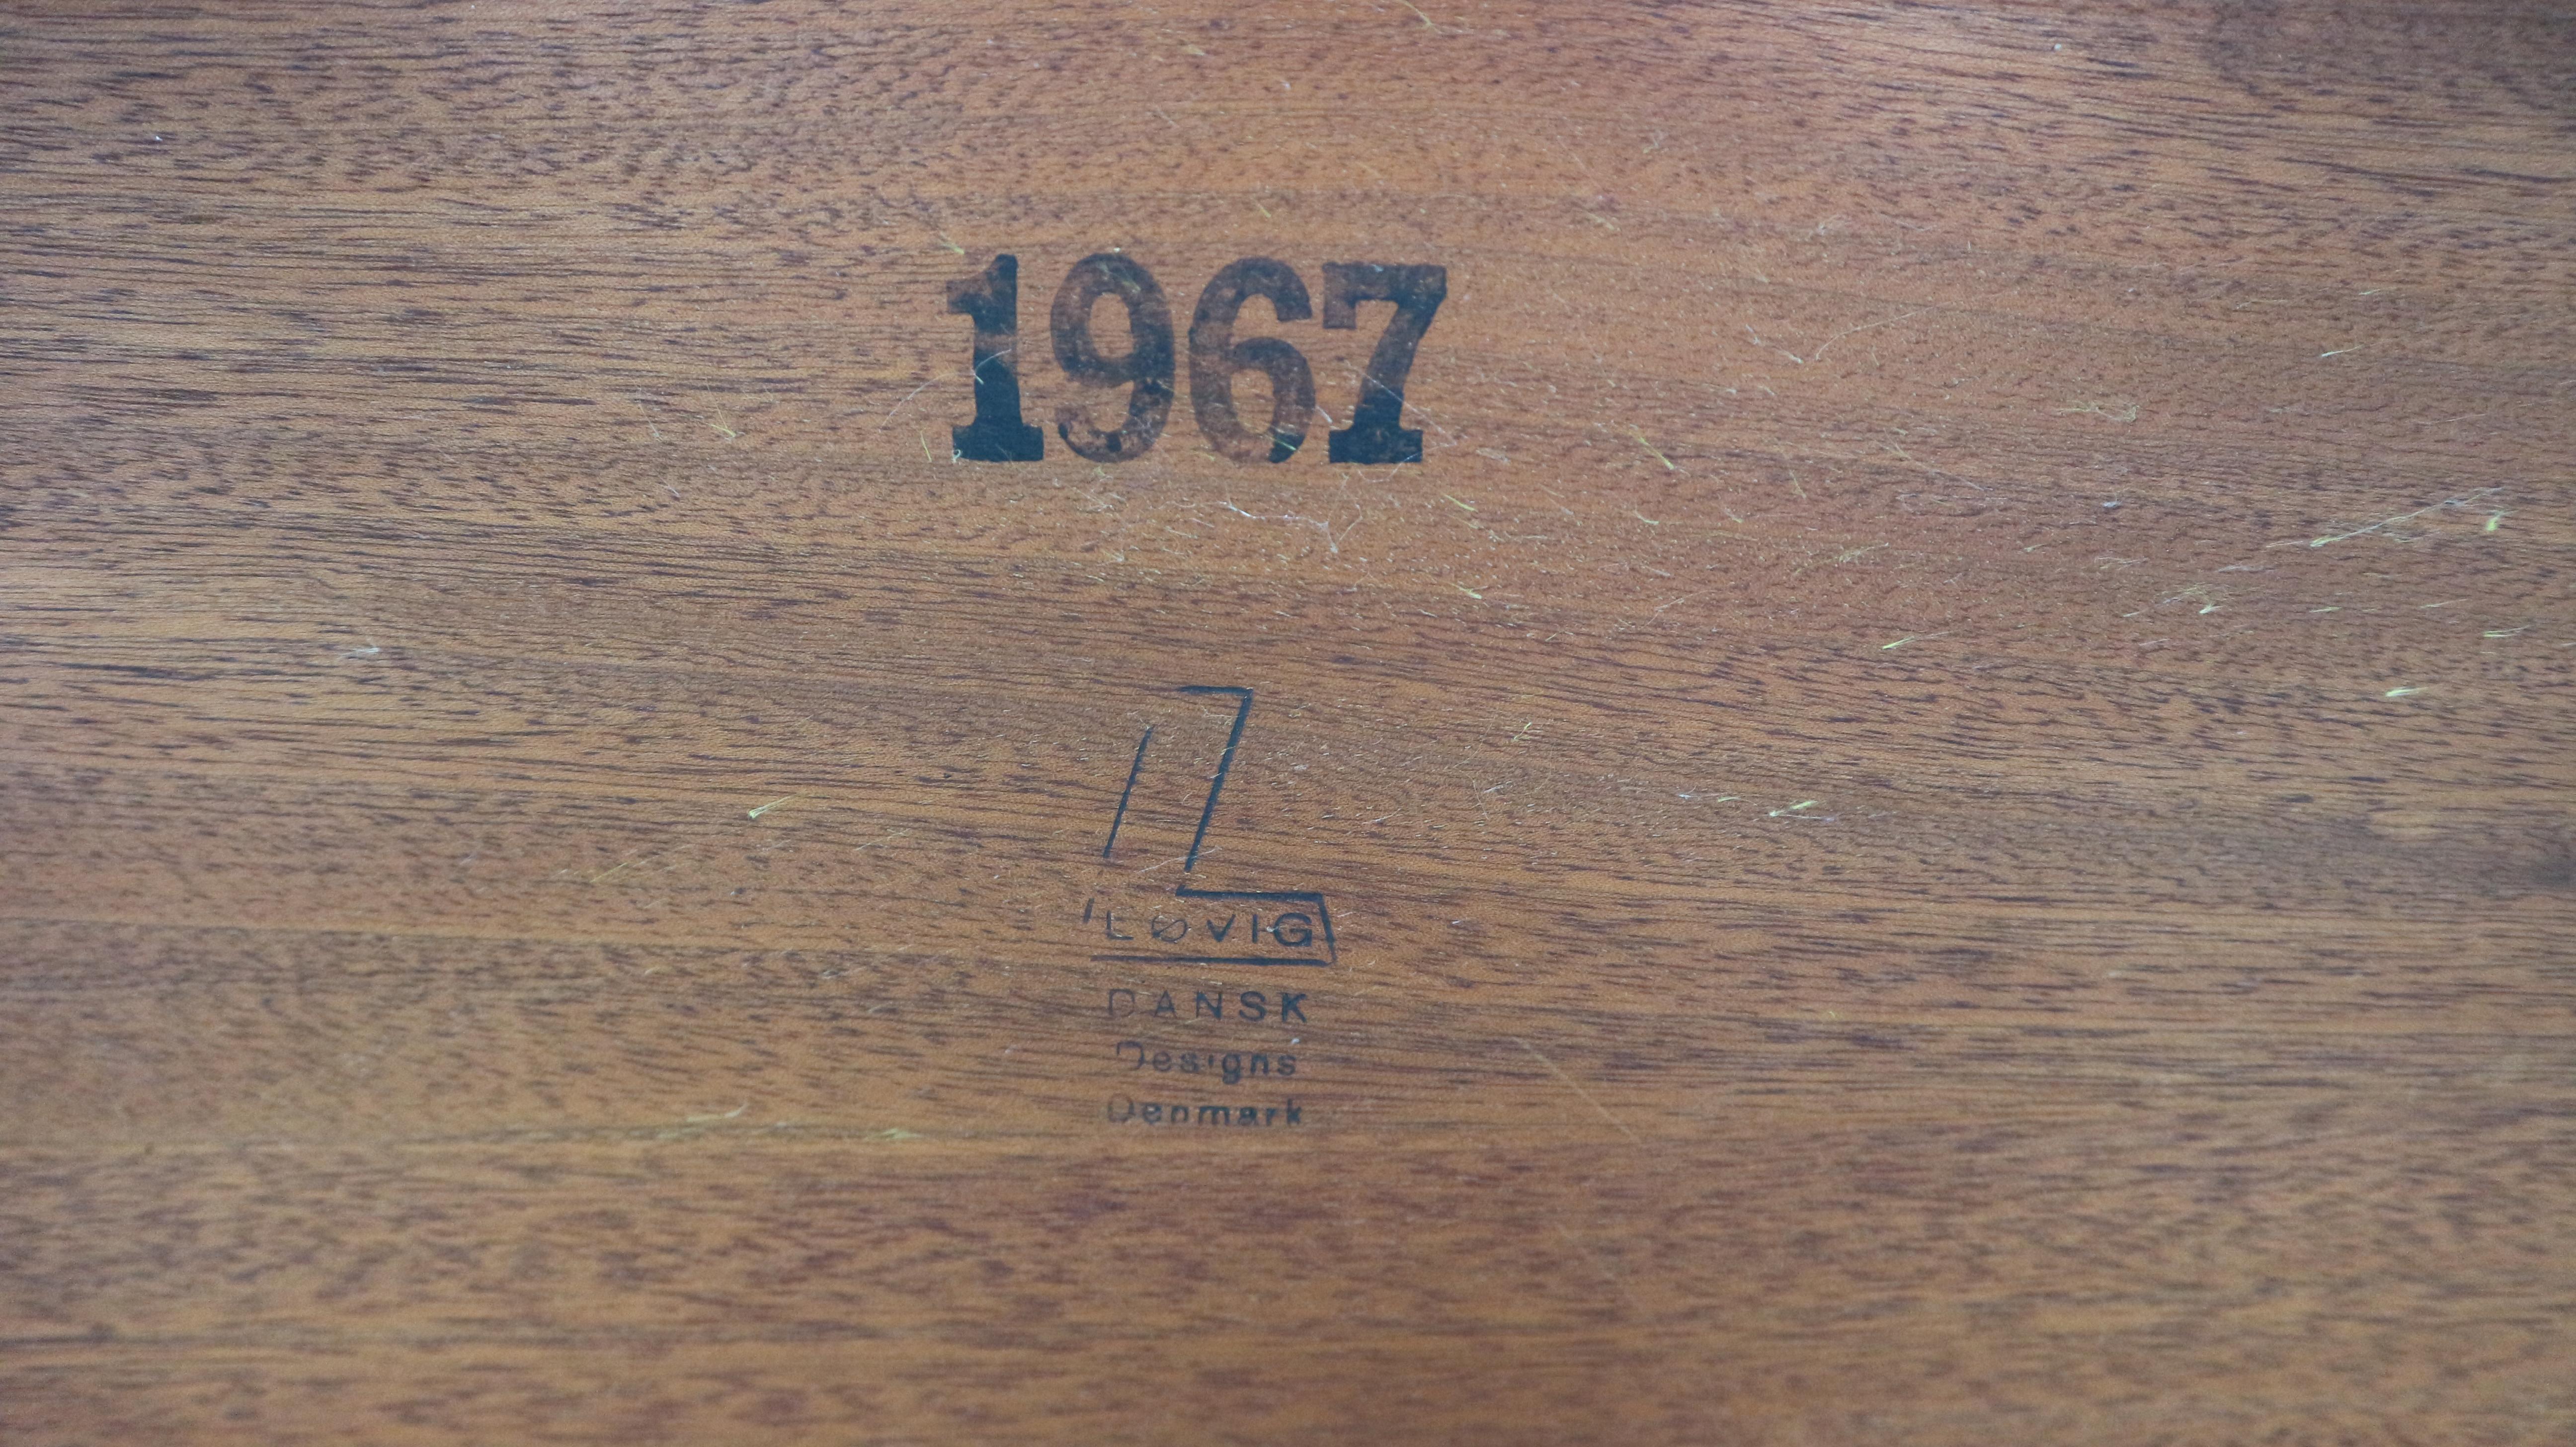 1967
LØVIG
DANSK
Designs
Denmark